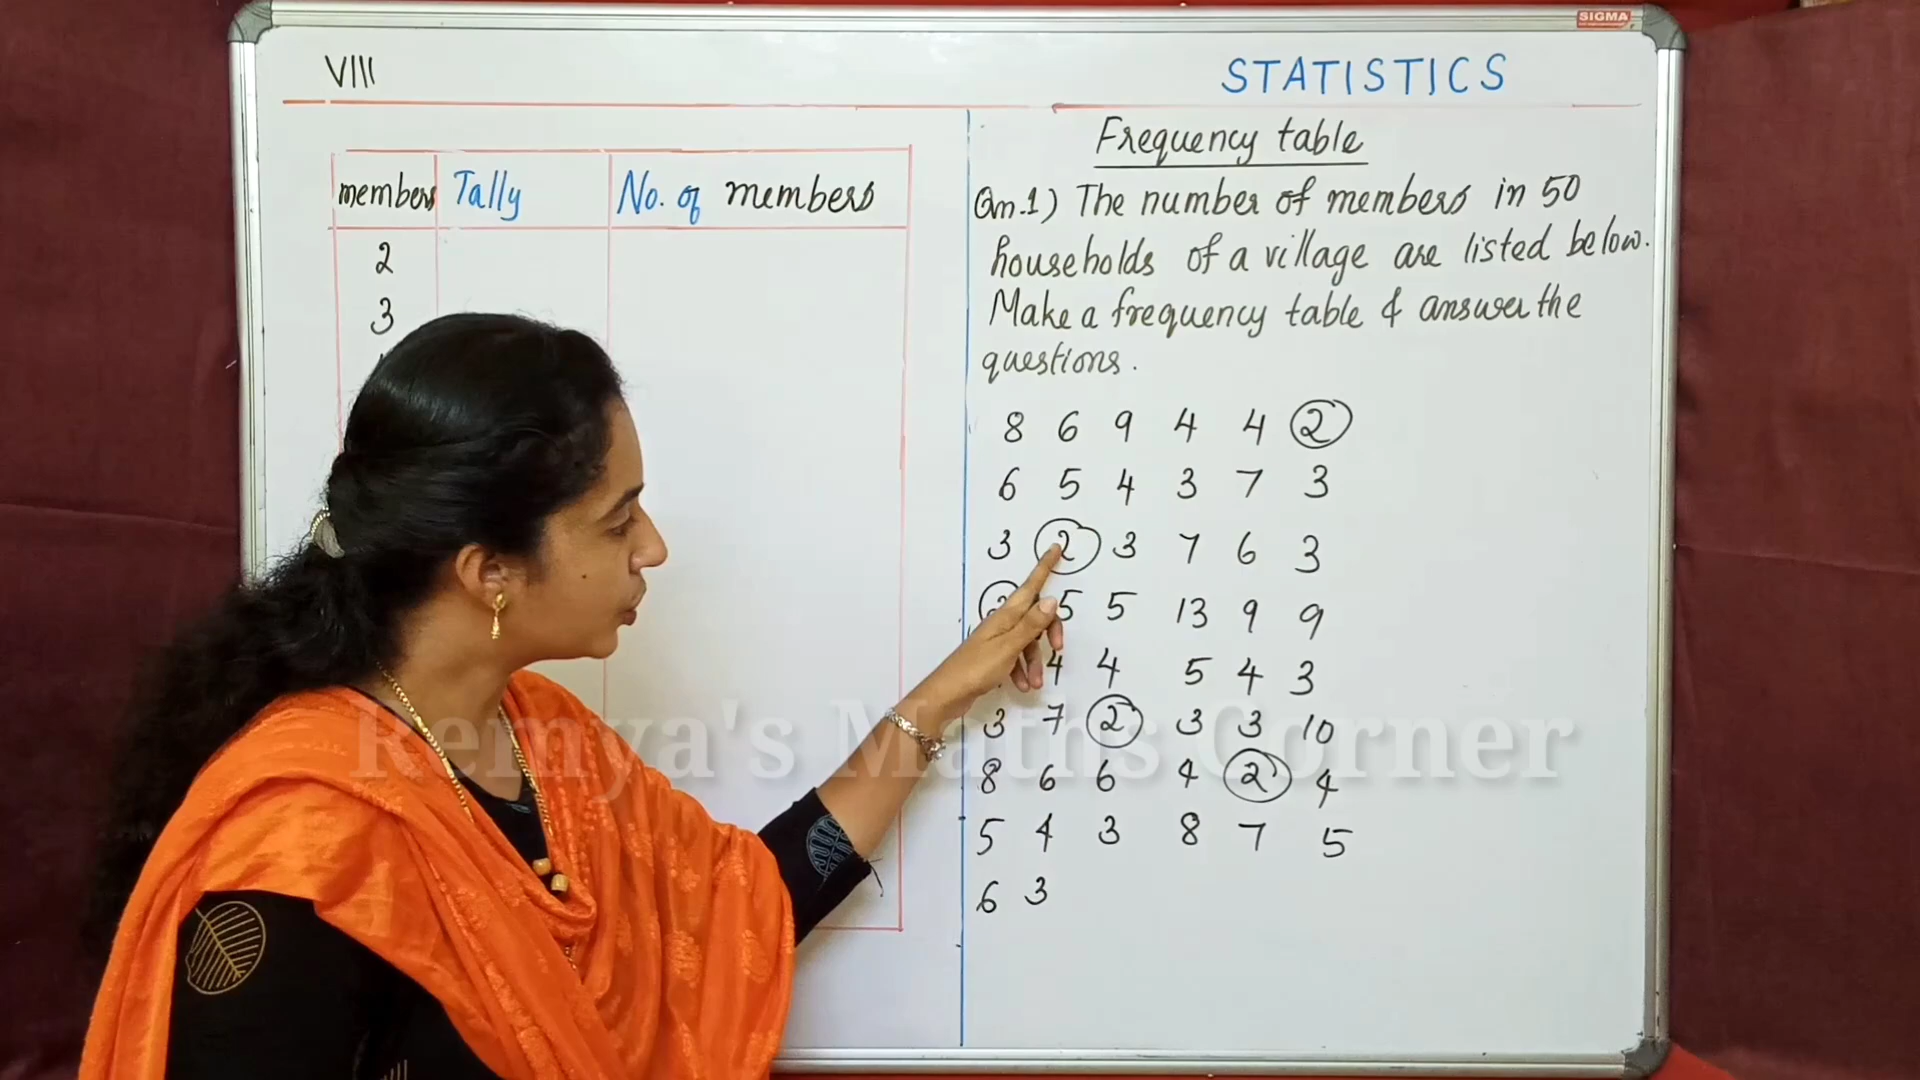 SIGMA
VIII
STATISTICS
members Tally No. of members
2
3
Frequency table
Qn.1) The number of members in 50
households of a village are listed below.
Make a frequency table & answer the
questions.
8 6 9 4 4 2
6 5 4 3 7 3
3 2 3 7 6 3
5 5 13 9 9
4 4 5 4 3
3 7 2 3 3 10
8 6 6 4 2 4
5 4 3 8 7 5
6 3
Remya's Maths Corner